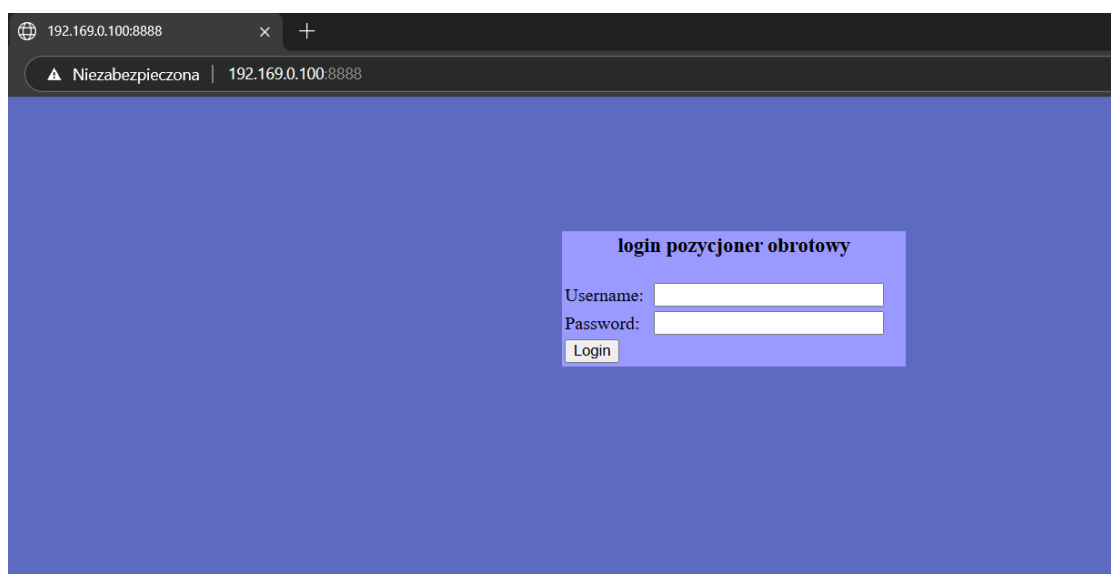 192.169.0.100:8888
Niezabezpieczona 192.169.0.100:8888
login pozycjoner obrotowy
Username:
Password:
Login